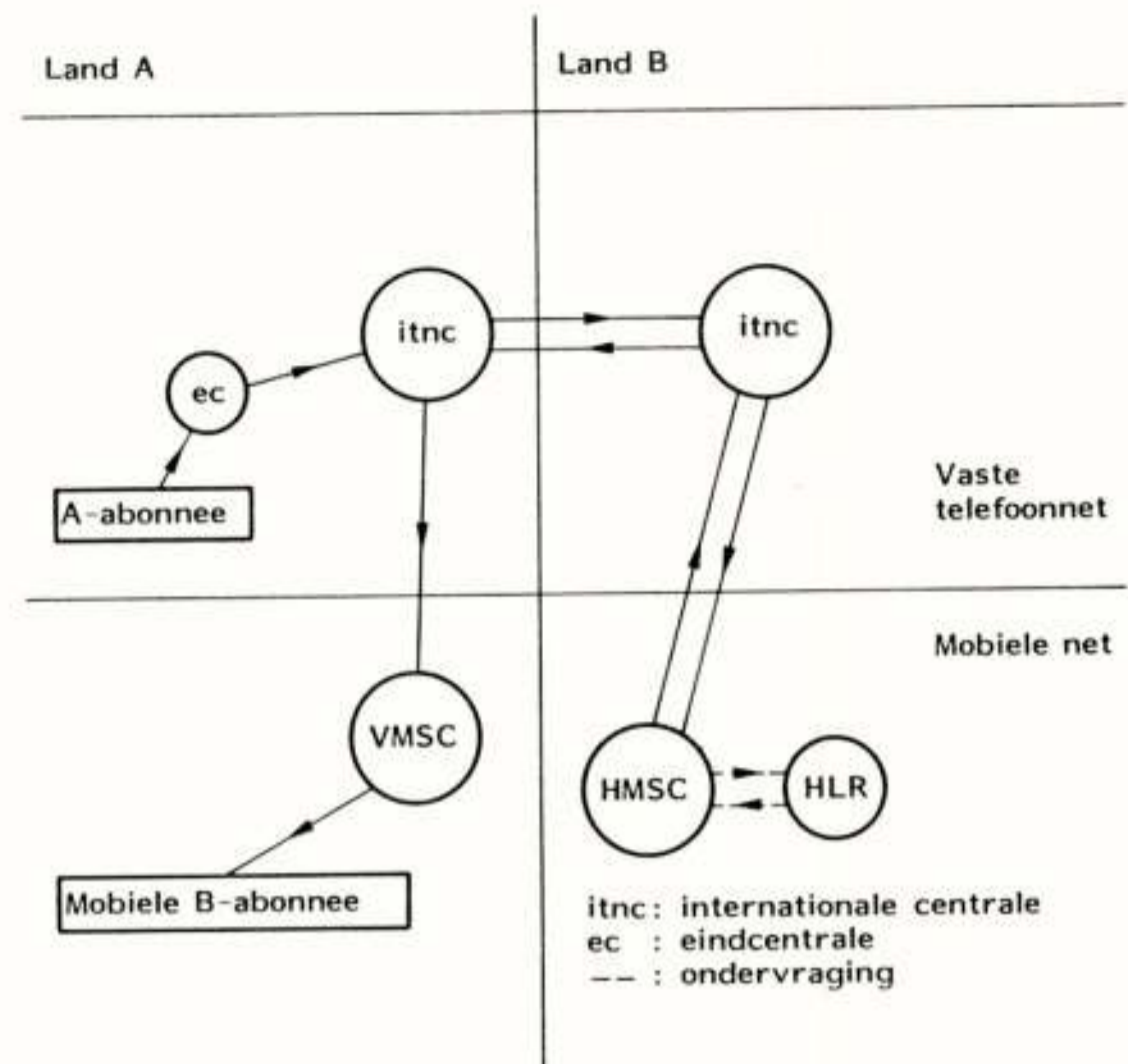 Land A
Land B
itnc
itnc
ec
A-abonnee
Vaste
telefoonnet
Mobiele net
VMSC
HMSC
HLR
Mobiele B-abonnee
itnc: internationale centrale
ec : eindcentrale
-- : ondervraging